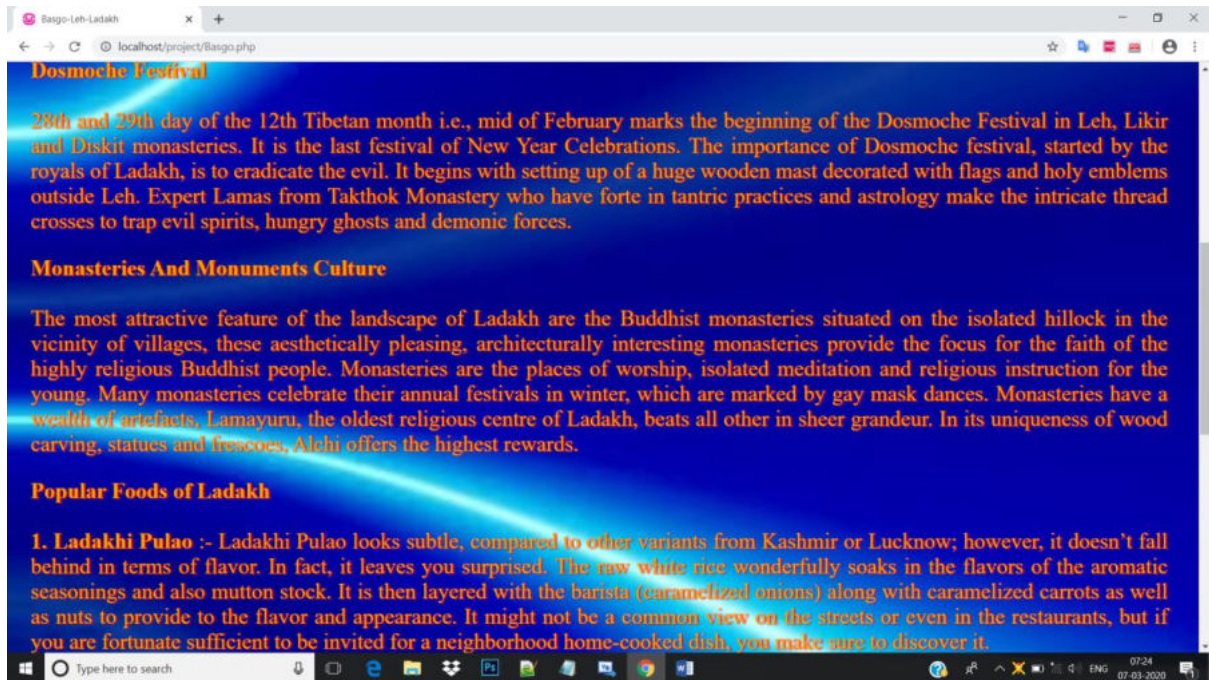 Basgo-Leh-Ladakh
localhost/project/Basgo.php
Dosmoche Festival
28th and 29th day of the 12th Tibetan month i.e., mid of February marks the beginning of the Dosmoche Festival in Leh, Likir
and Diskit monasteries. It is the last festival of New Year Celebrations. The importance of Dosmoche festival, started by the
royals of Ladakh, is to eradicate the evil. It begins with setting up of a huge wooden mast decorated with flags and holy emblems
outside Leh. Expert Lamas from Takthok Monastery who have forte in tantric practices and astrology make the intricate thread
crosses to trap evil spirits, hungry ghosts and demonic forces.
Monasteries And Monuments Culture
The most attractive feature of the landscape of Ladakh are the Buddhist monasteries situated on the isolated hillock in the
vicinity of villages, these aesthetically pleasing, architecturally interesting monasteries provide the focus for the faith of the
highly religious Buddhist people. Monasteries are the places of worship, isolated meditation and religious instruction for the
young. Many monasteries celebrate their annual festivals in winter, which are marked by gay mask dances. Monasteries have a
wealth of artefacts, Lamayuru, the oldest religious centre of Ladakh, beats all other in sheer grandeur. In its uniqueness of wood
carving, statues and frescoes, Alchi offers the highest rewards.
Popular Foods of Ladakh
1. Ladakhi Pulao :- Ladakhi Pulao looks subtle, compared to other variants from Kashmir or Lucknow; however, it doesn't fall
behind in terms of flavor. In fact, it leaves you surprised. The raw white rice wonderfully soaks in the flavors of the aromatic
seasonings and also mutton stock. It is then layered with the barista (caramelized onions) along with caramelized carrots as well
as nuts to provide to the flavor and appearance. It might not be a common view on the streets or even in the restaurants, but if
you are fortunate sufficient to be invited for a neighborhood home-cooked dish, you make sure to discover it.
Type here to search
Ps
ENG
07:24
07-03-2020